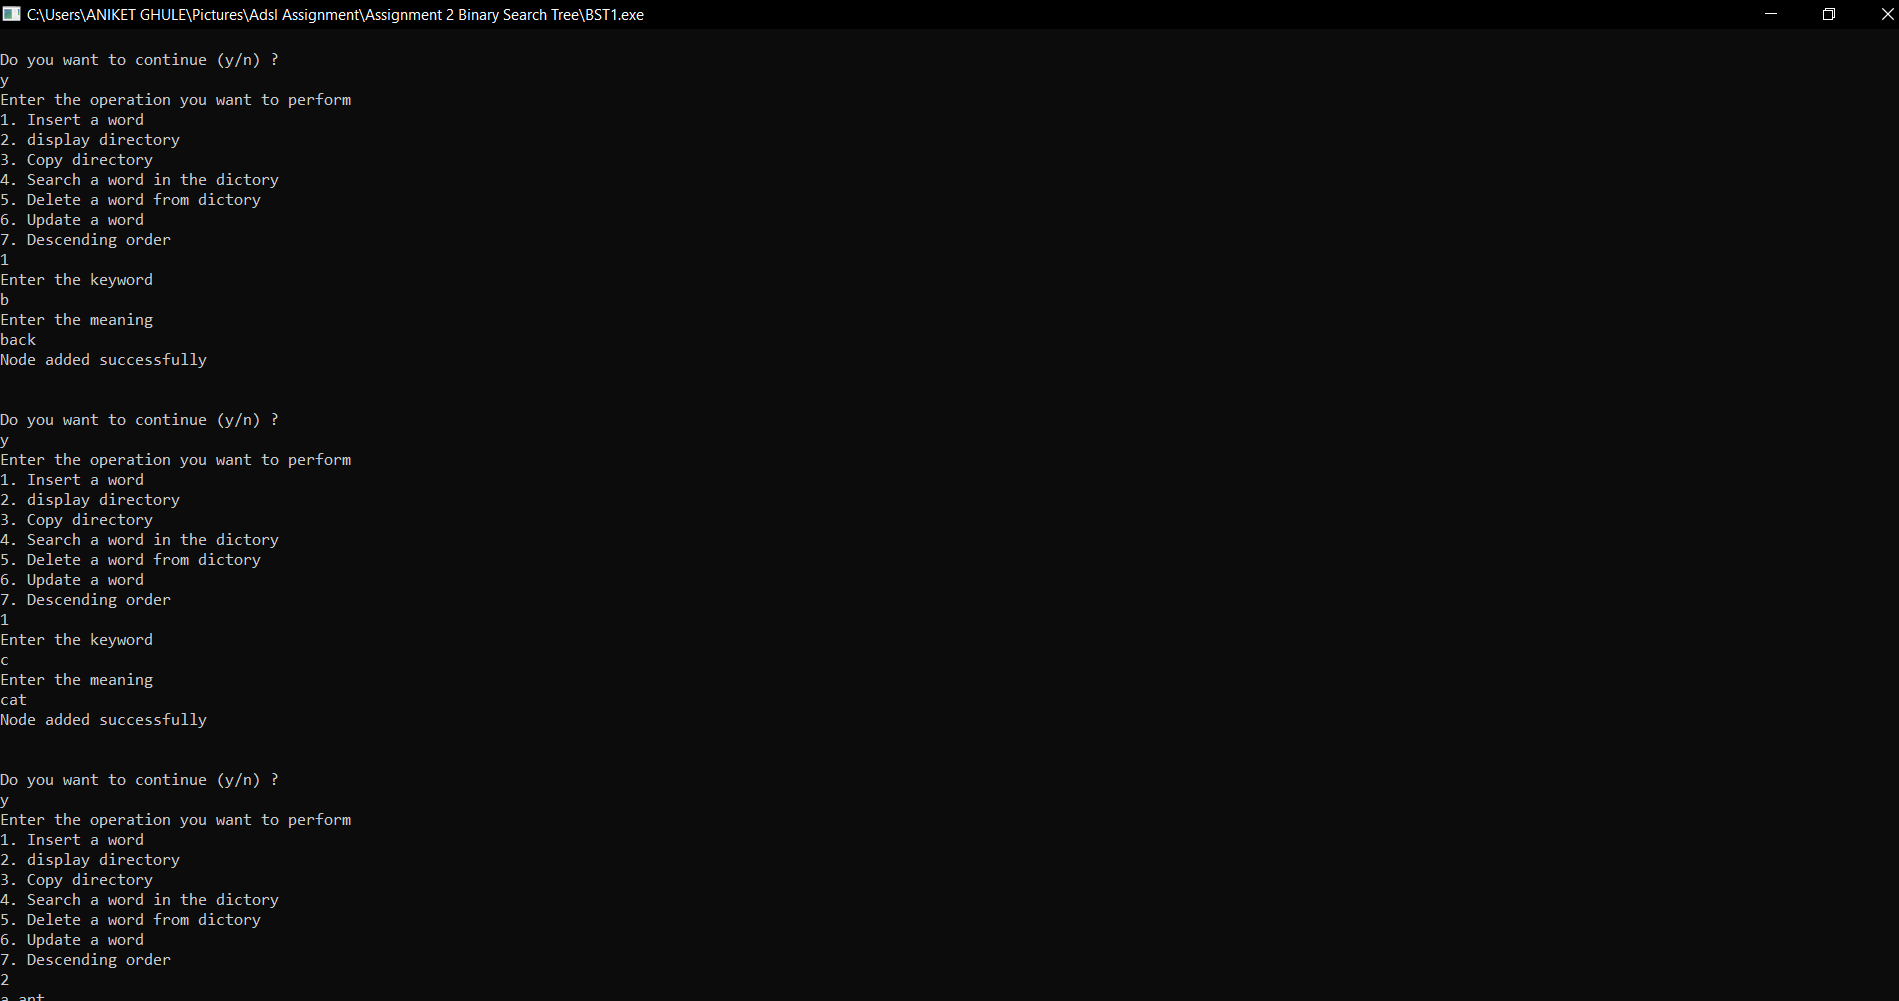 C:\Users\ANIKET GHULE\Pictures\Adsl Assignment\Assignment 2 Binary Search Tree\BST1.exe
Do you want to continue (y/n) ?
y
Enter the operation you want to perform
1. Insert a word
2. display directory
3. Copy directory
4. Search a word in the dictory
5. Delete a word from dictory
6. Update a word
7. Descending order
1
Enter the keyword
b
Enter the meaning
back
Node added successfully
Do you want to continue (y/n) ?
y
Enter the operation you want to perform
1. Insert a word
2. display directory
3. Copy directory
4. Search a word in the dictory
5. Delete a word from dictory
6. Update a word
7. Descending order
1
Enter the keyword
c
Enter the meaning
cat
Node added successfully
Do you want to continue (y/n) ?
y
Enter the operation you want to perform
1. Insert a word
2. display directory
3. Copy directory
4. Search a word in the dictory
5. Delete a word from dictory
6. Update a word
7. Descending order
2
a ant